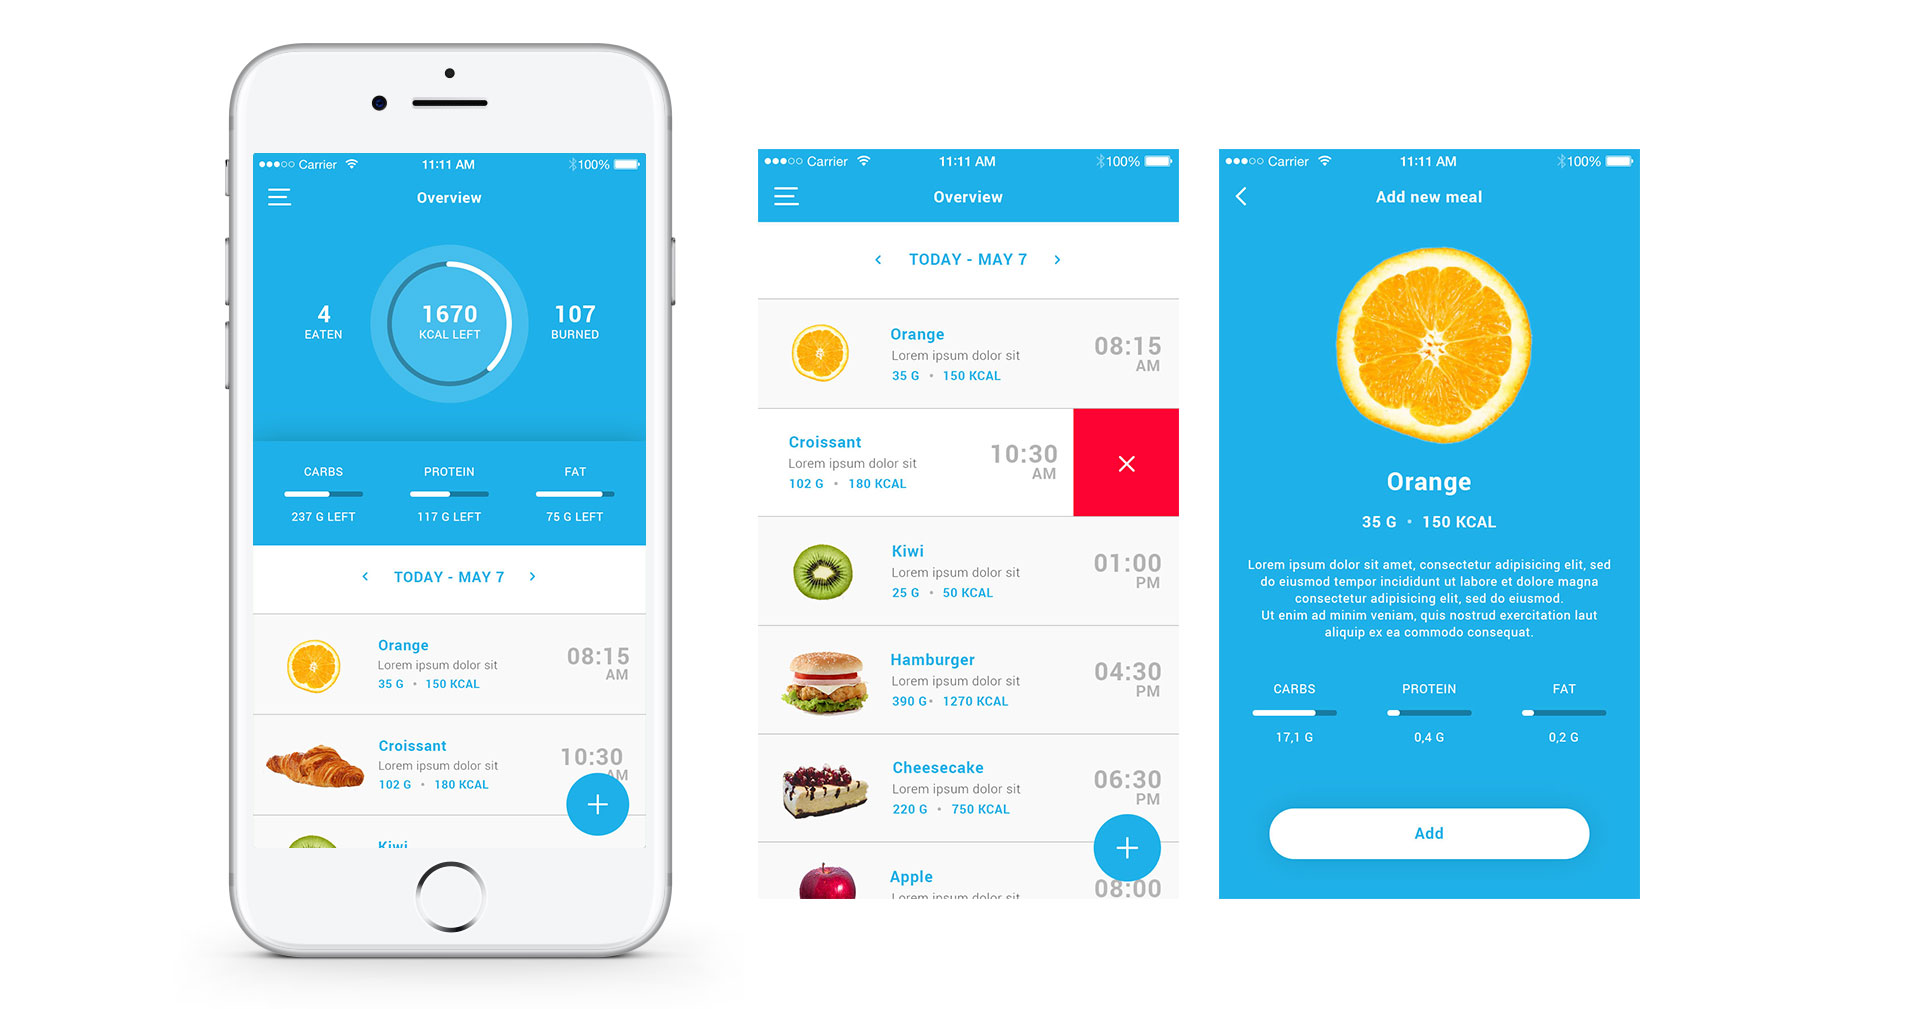 Carrier 11:11 AM 100%
Overview
4
EATEN
1670
KCAL LEFT
107
BURNED
CARBS PROTEIN FAT
237 G LEFT 117 G LEFT 75 G LEFT
TODAY - MAY 7
Orange
Lorem ipsum dolor sit
35 G • 150 KCAL
08:15
AM
Croissant
Lorem ipsum dolor sit
102 G • 180 KCAL
10:30
AM
Kiwi
Carrier 11:11 AM 100%
Overview
TODAY - MAY 7
Orange
Lorem ipsum dolor sit
35 G • 150 KCAL
08:15
AM
Croissant
Lorem ipsum dolor sit
102 G • 180 KCAL
10:30
AM
Kiwi
Lorem ipsum dolor sit
25 G • 50 KCAL
01:00
PM
Hamburger
Lorem ipsum dolor sit
390 G • 1270 KCAL
04:30
PM
Cheesecake
Lorem ipsum dolor sit
220 G • 750 KCAL
06:30
PM
Apple
Lorem ipsum dolor sit
08:00
Carrier 11:11 AM 100%
Add new meal
Orange
35 G • 150 KCAL
Lorem ipsum dolor sit amet, consectetur adipisicing elit, sed
do eiusmod tempor incididunt ut labore et dolore magna
consectetur adipisicing elit, sed do eiusmod.
Ut enim ad minim veniam, quis nostrud exercitation laut
aliquip ex ea commodo consequat.
CARBS PROTEIN FAT
17,1 G 0,4 G 0,2 G
Add